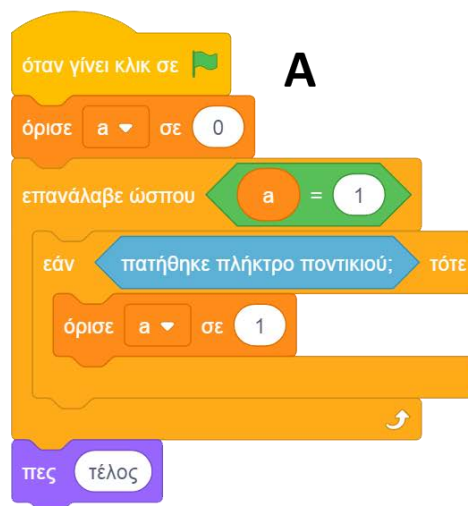 όταν γίνει κλικ σε
A
όρισε a σε 0
επανάλαβε ώσπου a = 1
εάν πατήθηκε πλήκτρο ποντικιού; τότε
όρισε a σε 1
πες τέλος